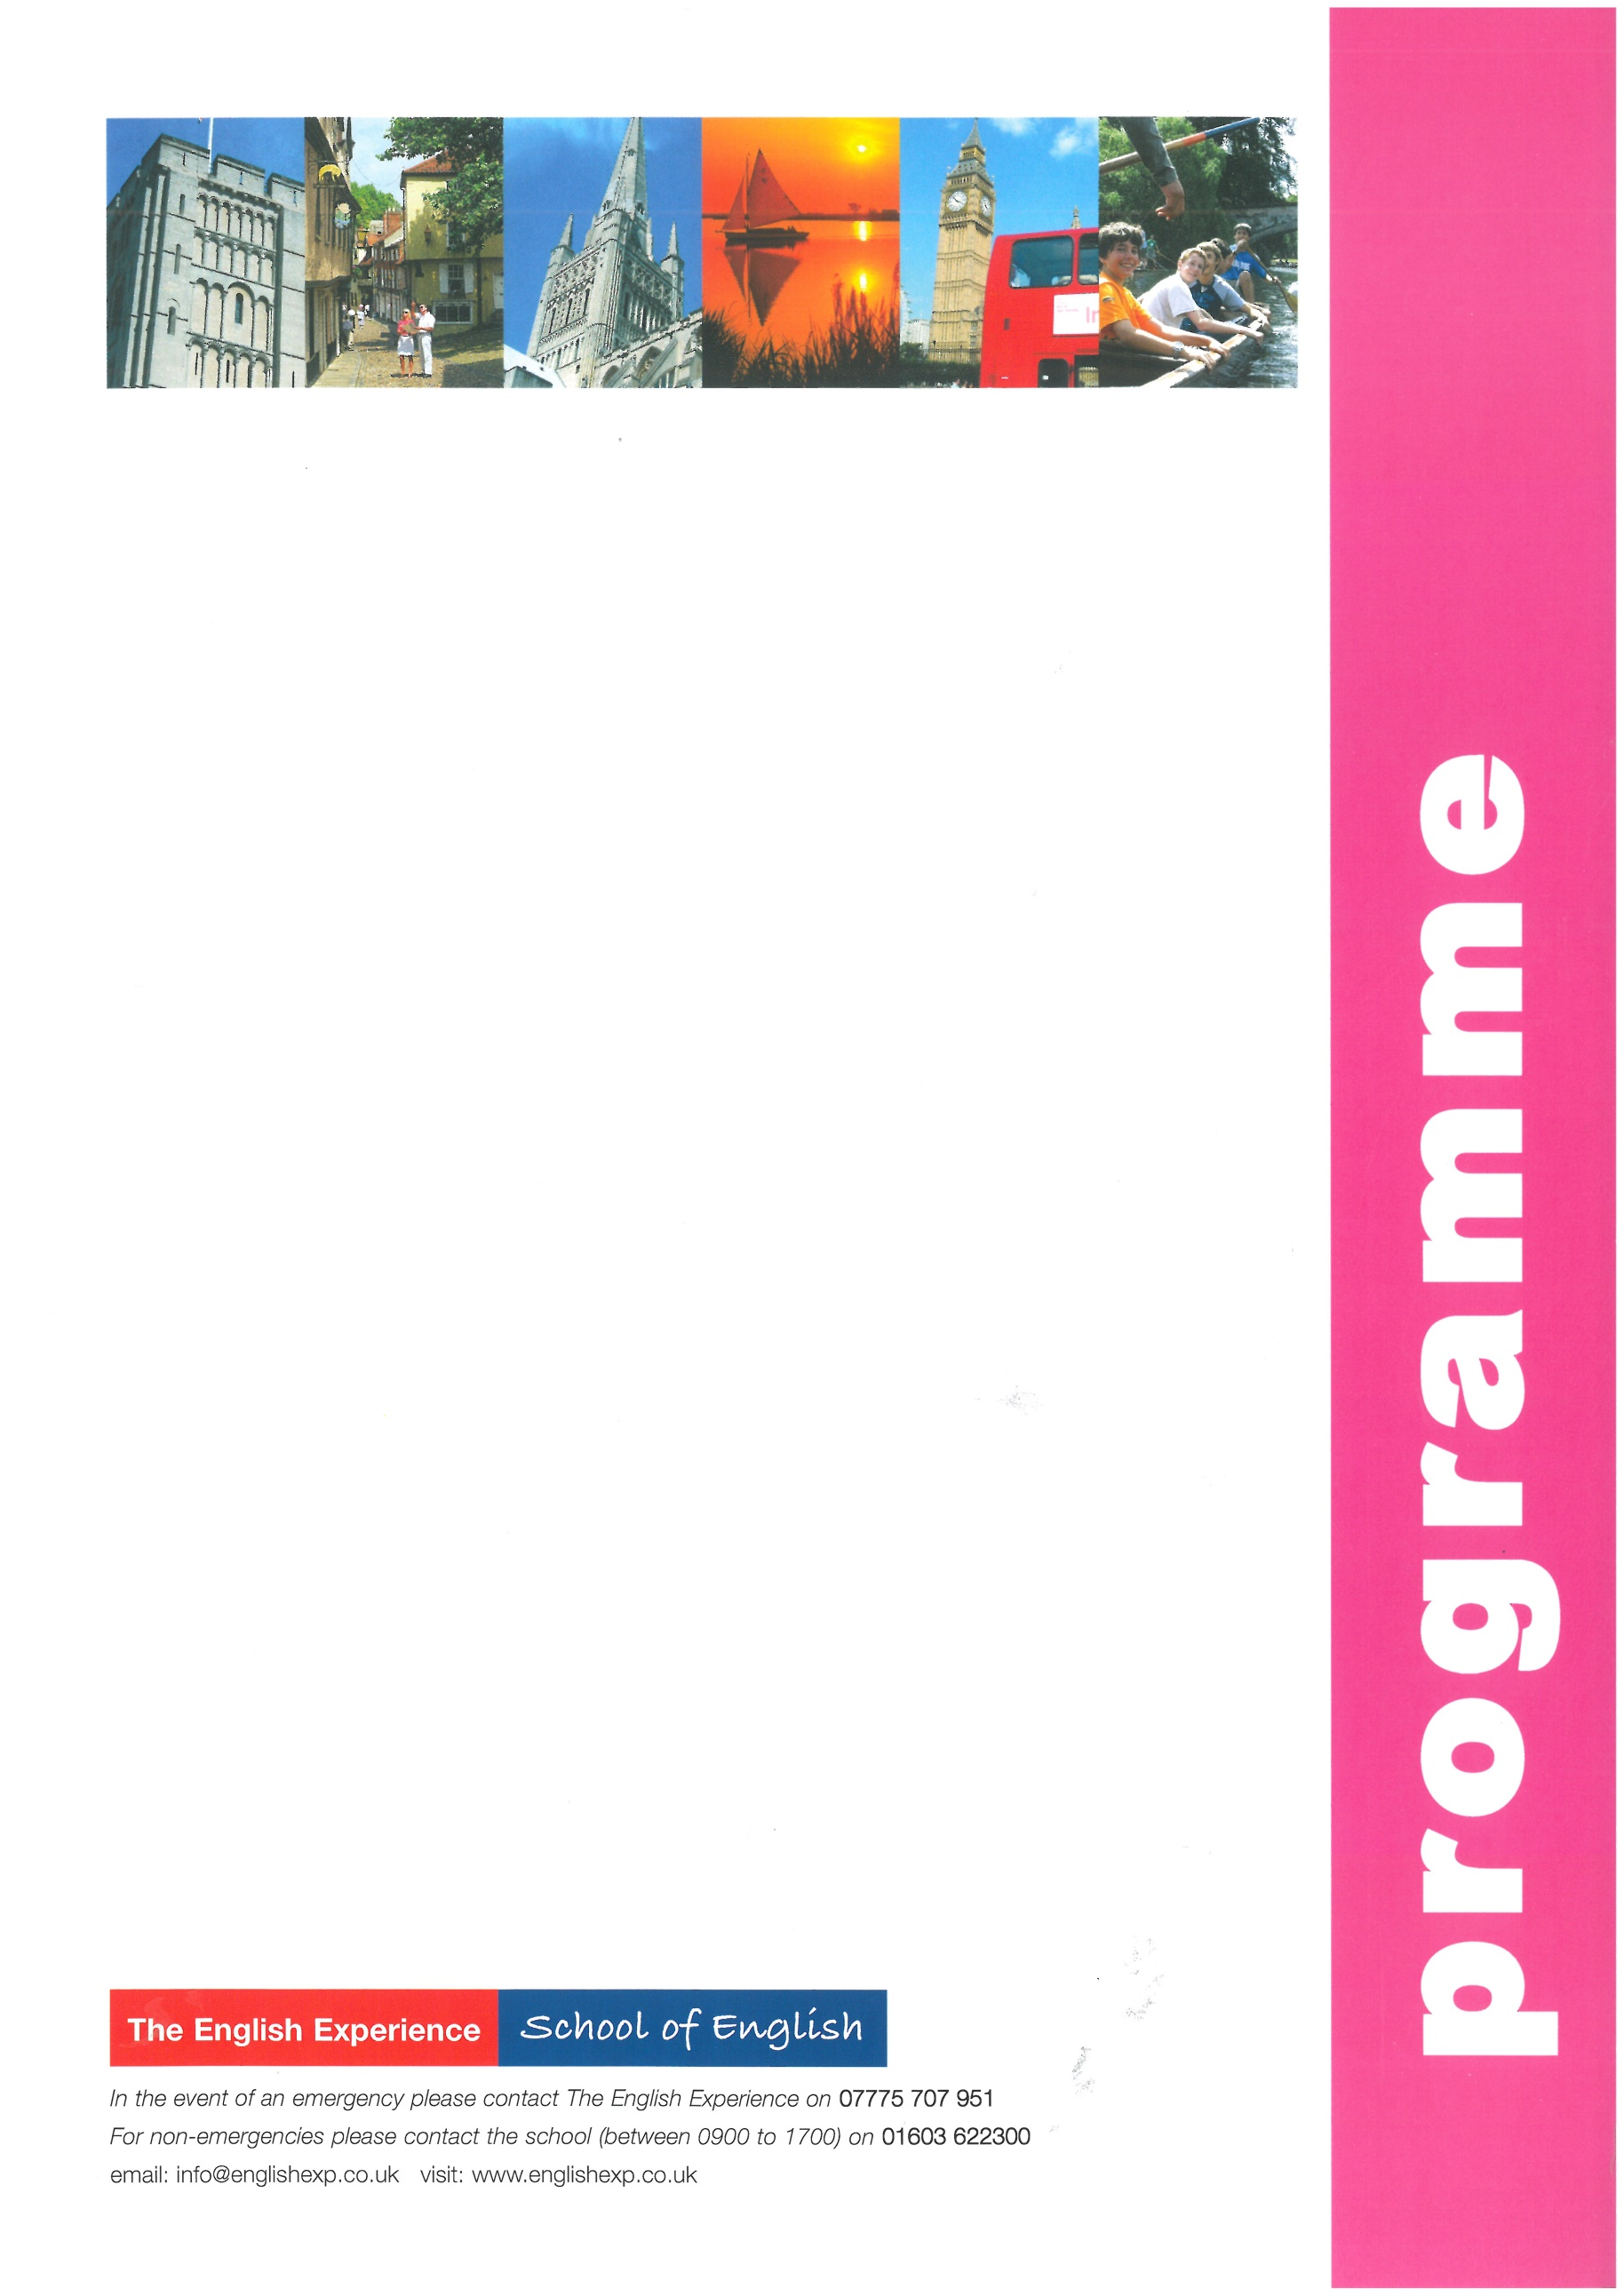 programme
The English Experience School of English
In the event of an emergency please contact The English Experience on 07775 707 951
For non-emergencies please contact the school (between 0900 to 1700) on 01603 622300
email: info@englishexp.co.uk visit: www.englishexp.co.uk